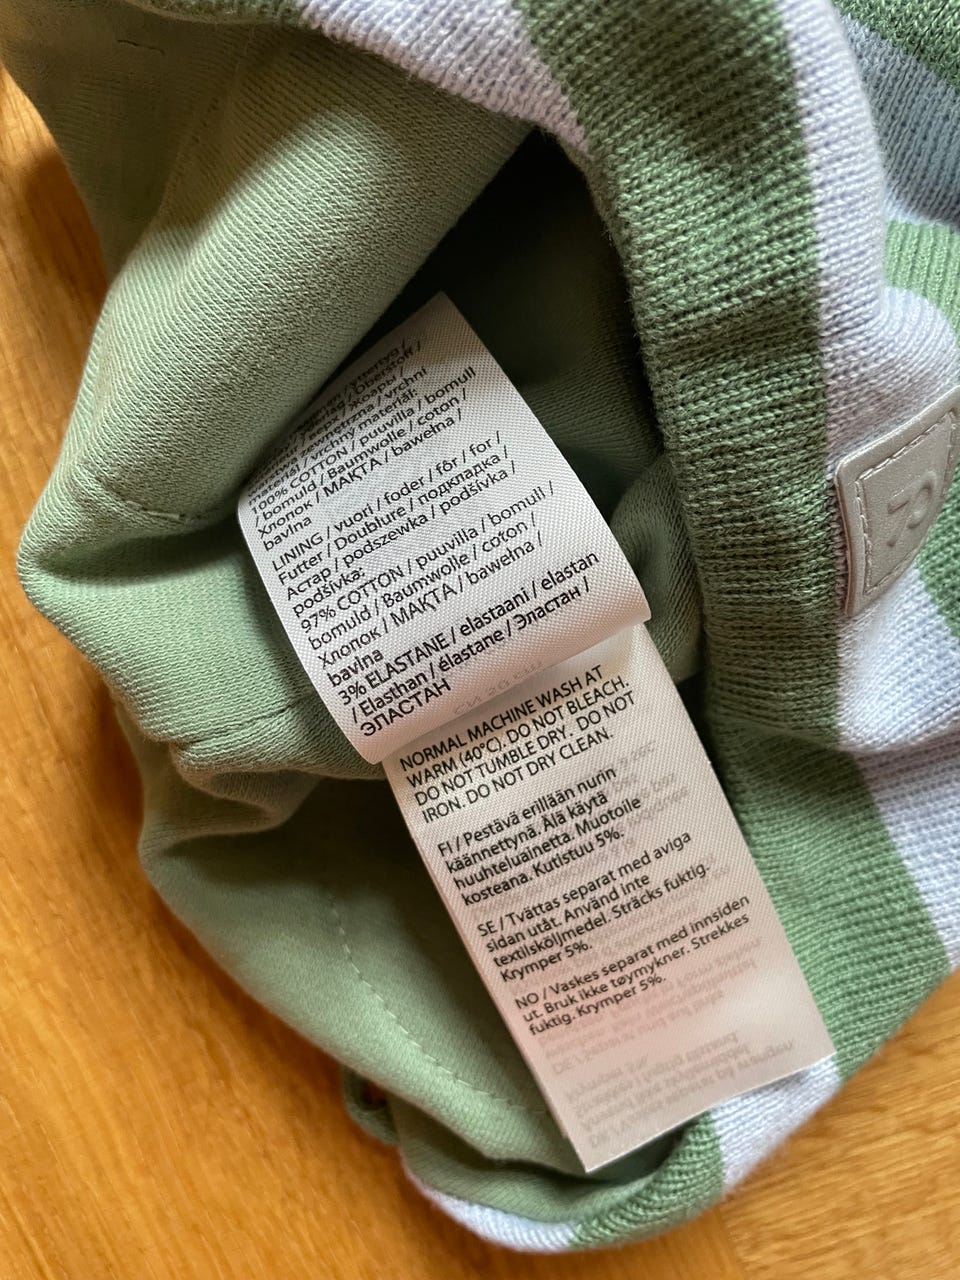 100% COTTON / puuvilla / bomull
/ bomuld / Baumwolle / coton /
Хлопок / МАҚТА / bawełna /
bavlna
LINING / vuori / foder / fôr / for /
Futter / Doublure / подкладка /
Астар / podszewka / podšívka /
podšívka:
97% COTTON / puuvilla / bomull /
bomuld / Baumwolle / coton /
Хлопок / МАҚТА / bawełna /
bavlna
3% ELASTANE / elastaani / elastan
/ Elasthan / élastane / Эластан /
ЭЛАСТАН
NORMAL MACHINE WASH AT
WARM (40°C). DO NOT BLEACH.
DO NOT TUMBLE DRY. DO NOT
IRON. DO NOT DRY CLEAN.
FI / Pestävä erillään nurin
käännettynä. Älä käytä
huuhteluainetta. Muotoile
kosteana. Kutistuu 5%.
SE / Tvättas separat med aviga
sidan utåt. Använd inte
textilsköljmedel. Sträcks fuktig.
Krymper 5%.
NO / Vaskes separat med innsiden
ut. Bruk ikke tøymykner. Strekkes
fuktig. Krymper 5%.
R